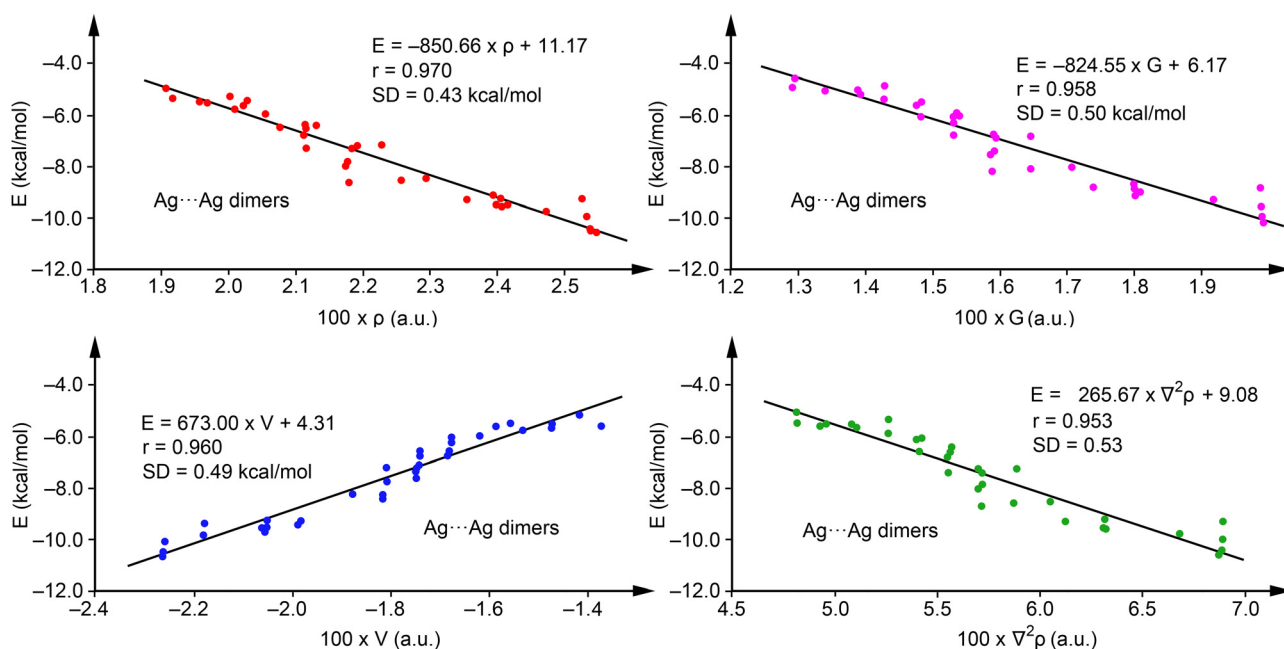 E = –850.66 x ρ + 11.17
r = 0.970
SD = 0.43 kcal/mol
Ag···Ag dimers
E (kcal/mol)
–4.0
–6.0
–8.0
–10.0
–12.0
1.8 1.9 2.0 2.1 2.2 2.3 2.4 2.5
100 x ρ (a.u.)
E = –824.55 x G + 6.17
r = 0.958
SD = 0.50 kcal/mol
Ag···Ag dimers
E (kcal/mol)
–4.0
–6.0
–8.0
–10.0
–12.0
1.2 1.3 1.4 1.5 1.6 1.7 1.8 1.9
100 x G (a.u.)
E = 673.00 x V + 4.31
r = 0.960
SD = 0.49 kcal/mol
Ag···Ag dimers
E (kcal/mol)
–4.0
–6.0
–8.0
–10.0
–12.0
–2.4 –2.2 –2.0 –1.8 –1.6 –1.4
100 x V (a.u.)
E = 265.67 x ∇²ρ + 9.08
r = 0.953
SD = 0.53
Ag···Ag dimers
E (kcal/mol)
–4.0
–6.0
–8.0
–10.0
–12.0
4.5 5.0 5.5 6.0 6.5 7.0
100 x ∇²ρ (a.u.)